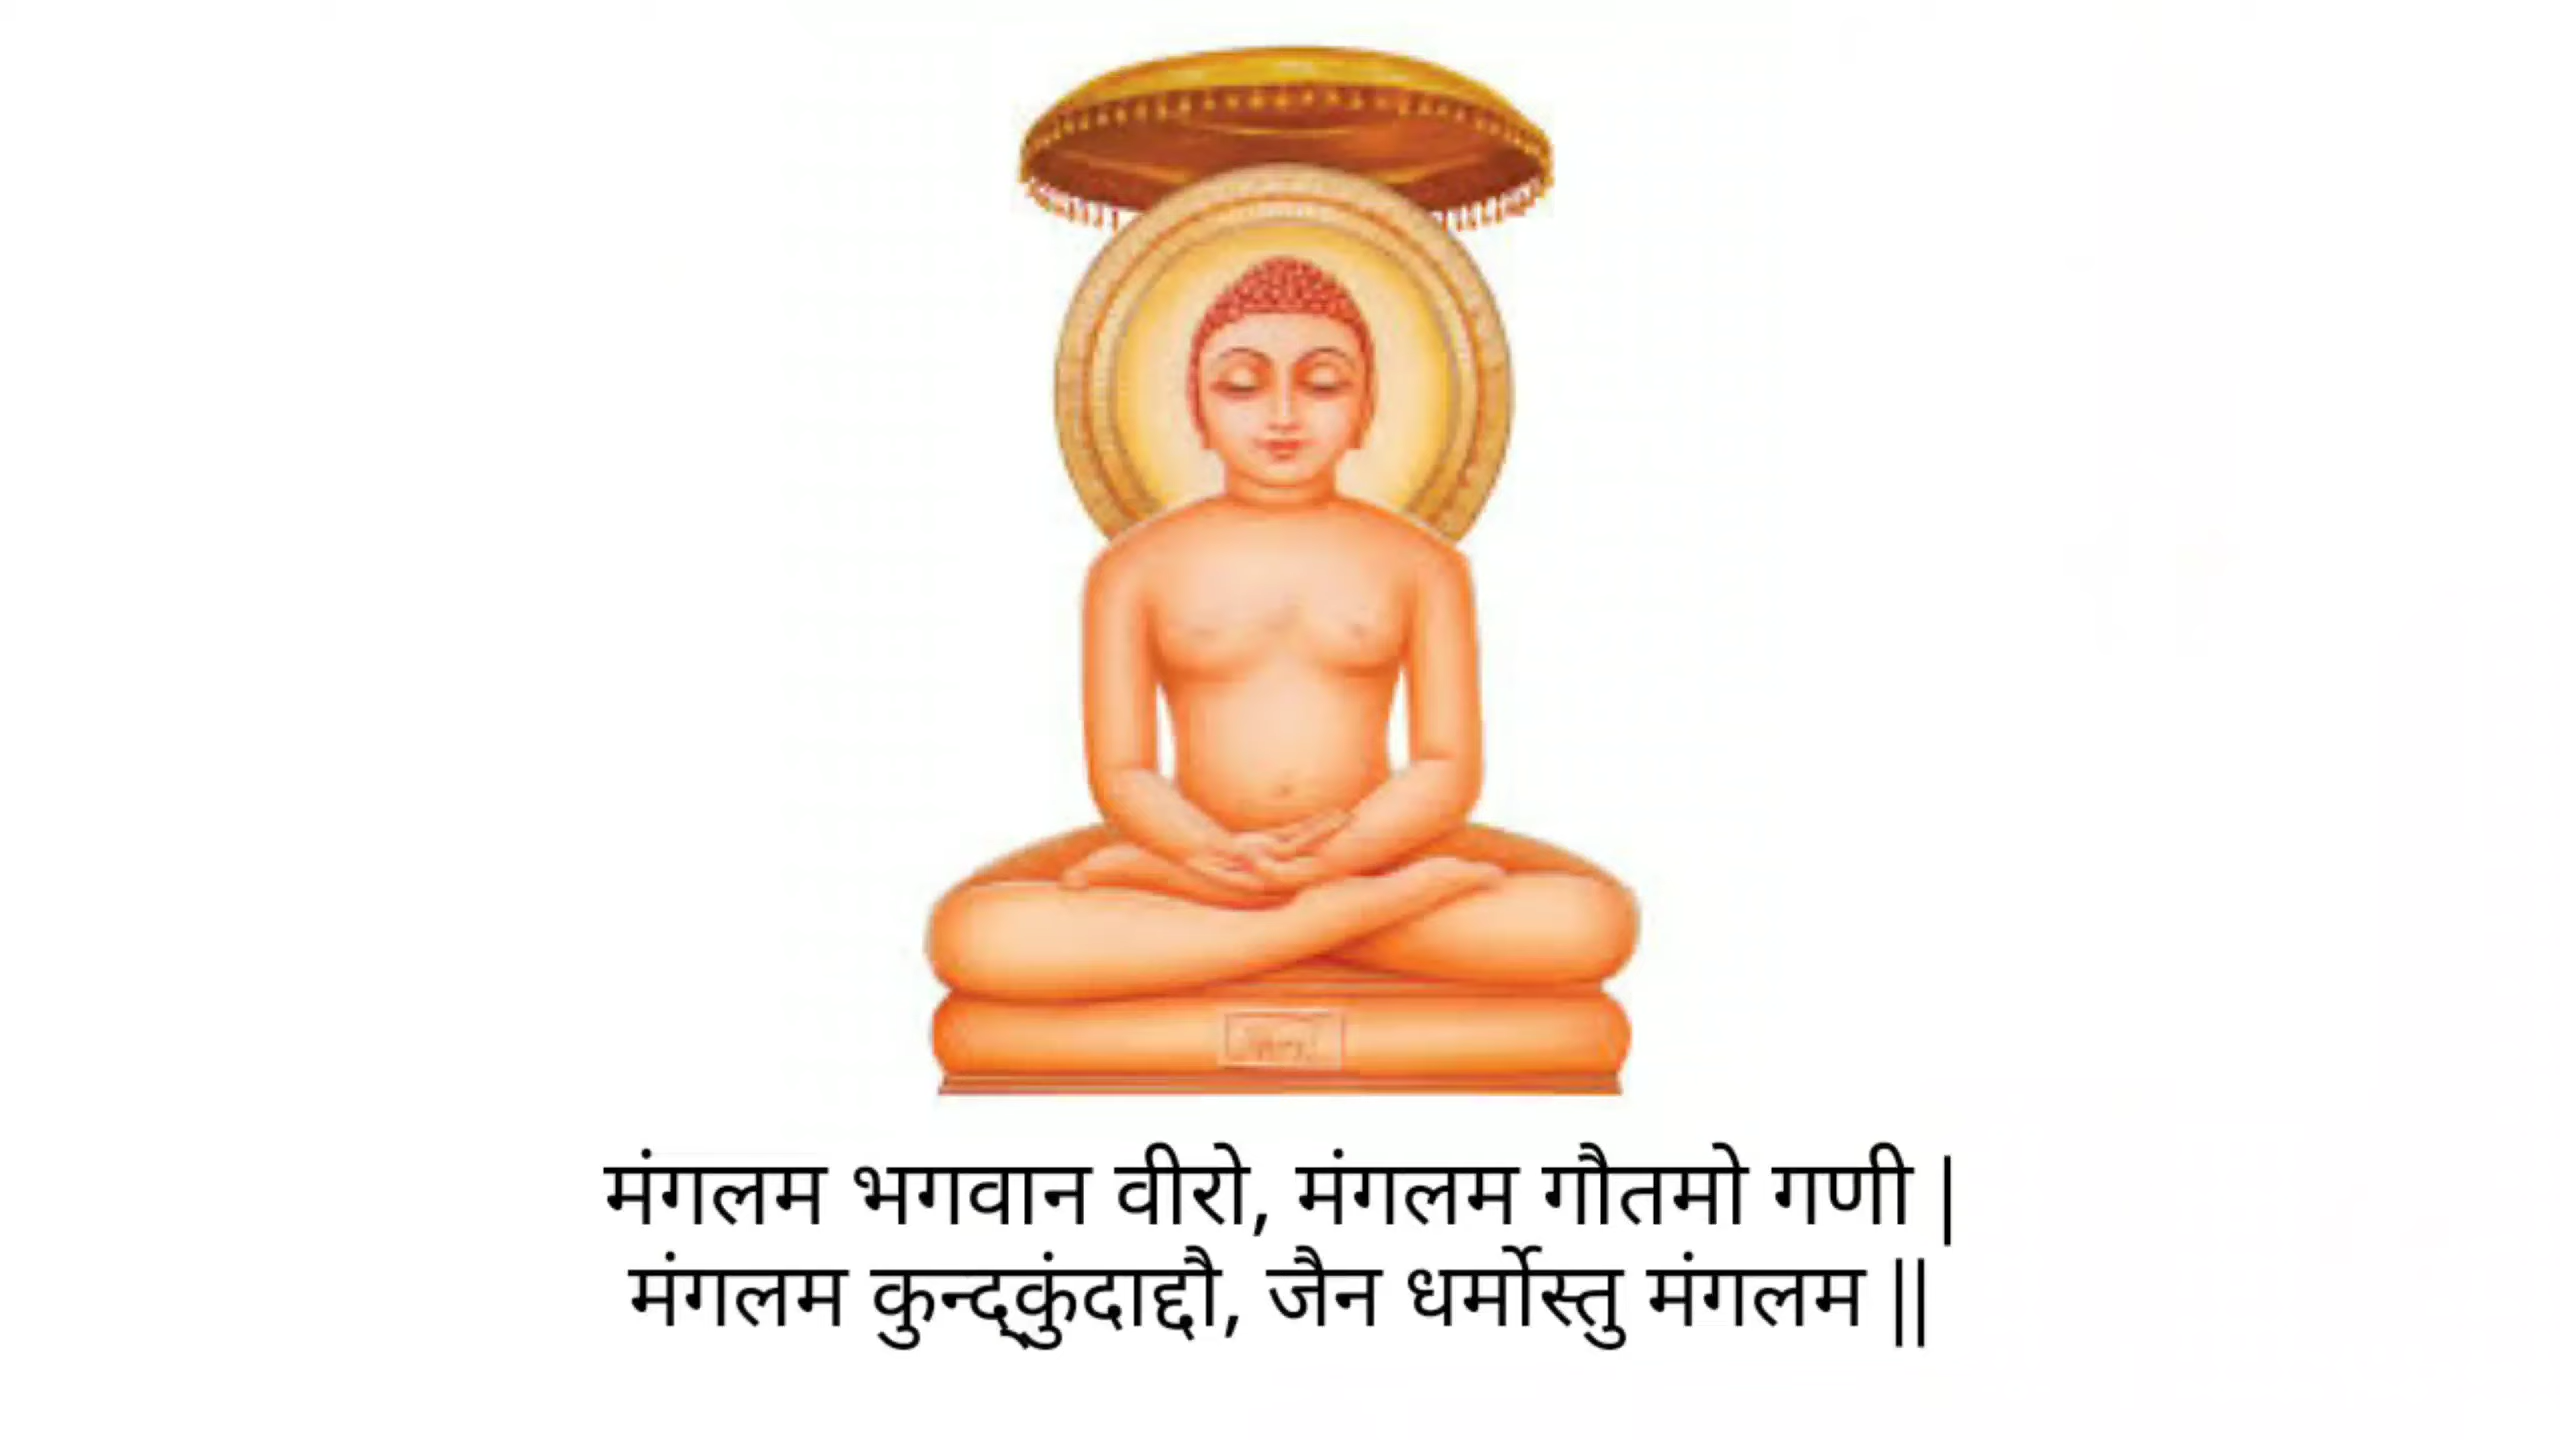 मंगलम भगवान वीरो, मंगलम गौतमो गणी |
मंगलम कुन्द्कुंदाद्दौ, जैन धर्मोस्तु मंगलम ||